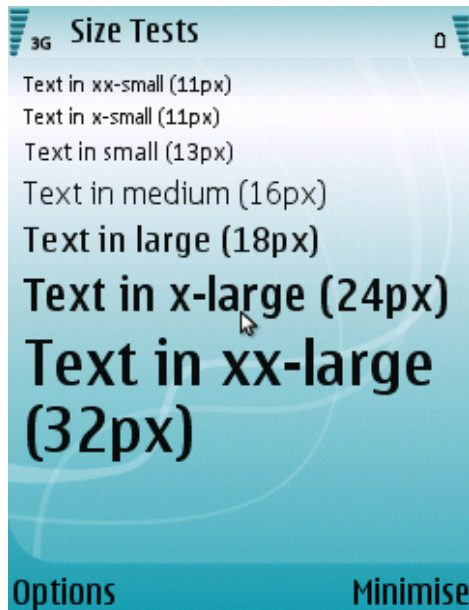 3G Size Tests
Text in xx-small (11px)
Text in x-small (11px)
Text in small (13px)
Text in medium (16px)
Text in large (18px)
Text in x-large (24px)
Text in xx-large
(32px)
Options Minimise